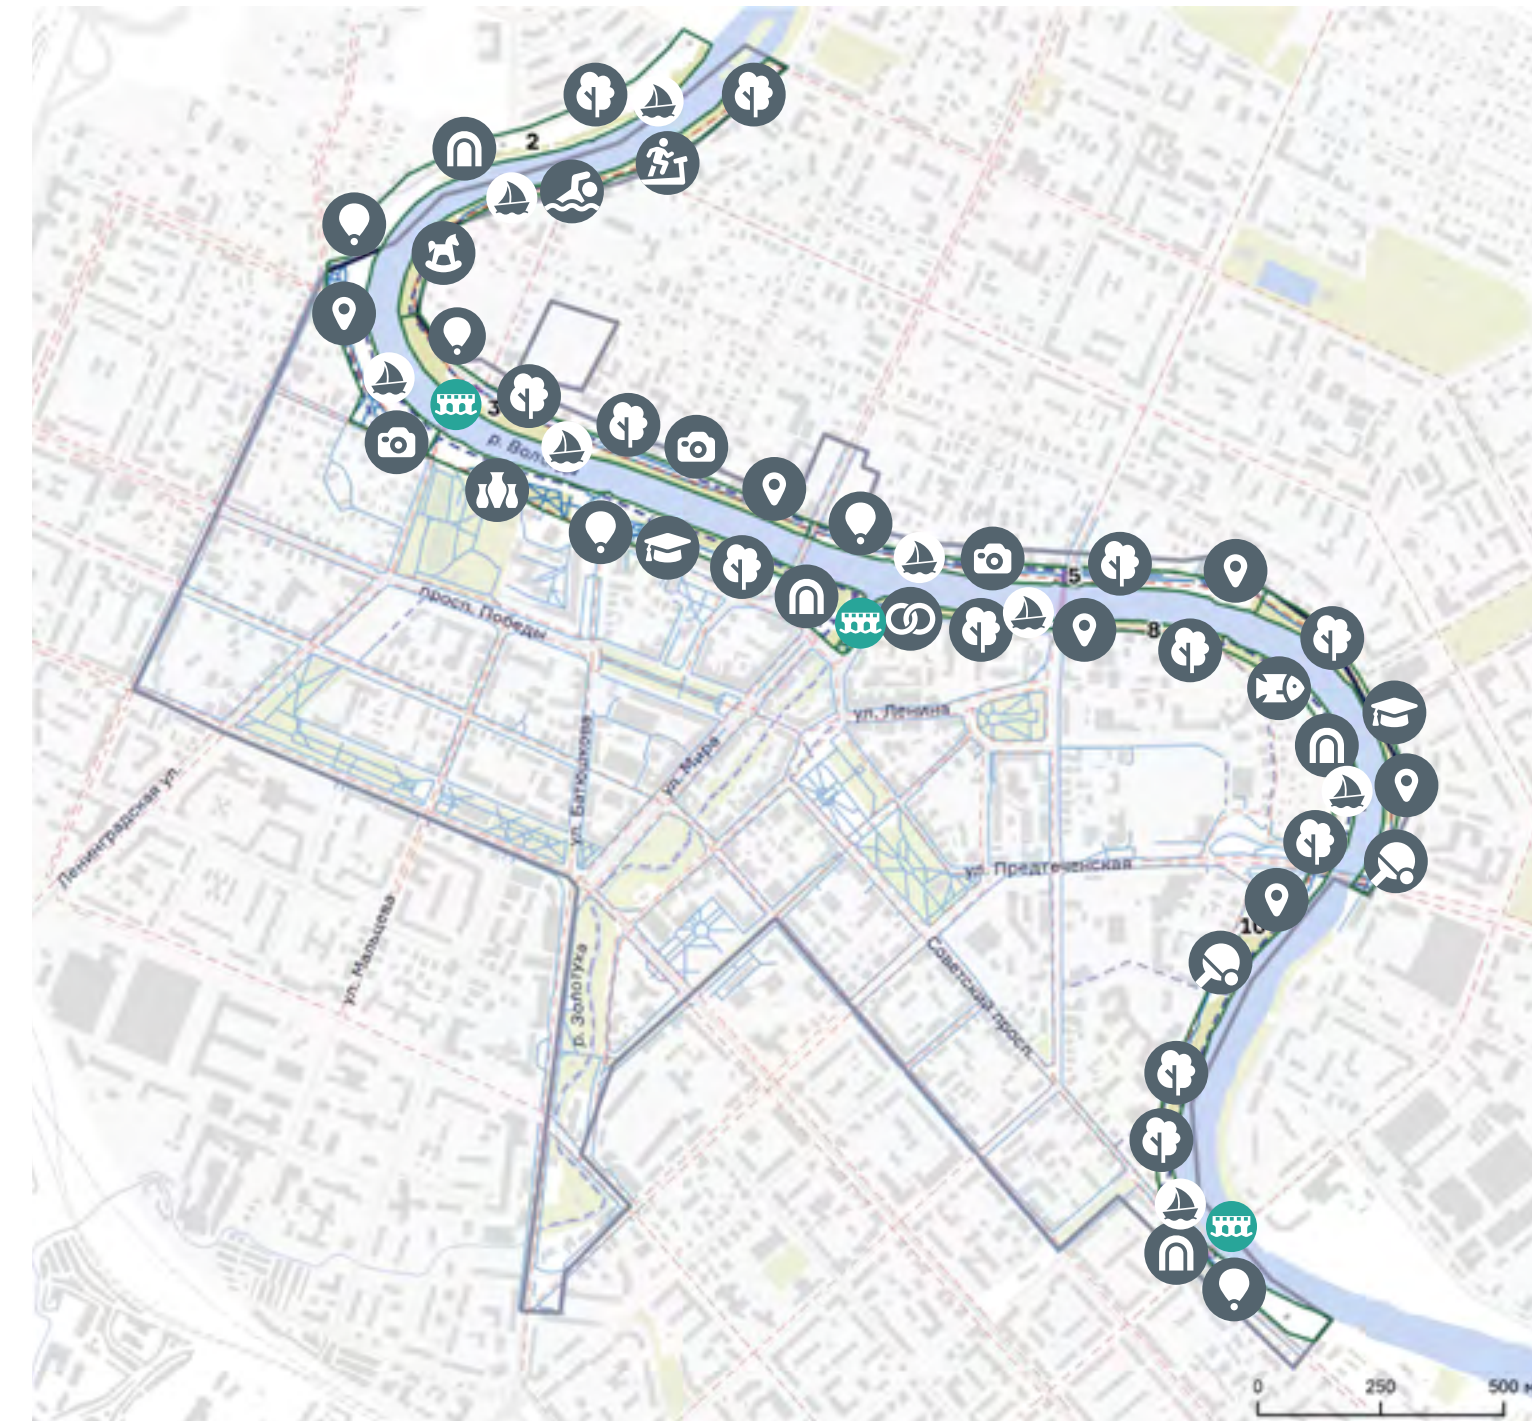 2
3
р.
5
8
просп. Победы
ул. Ленина
ул. Мира
ул. Батюшкова
Ленинградская ул.
ул. Предтеченская
ул. Мальцева
10
р. Золотуха
Советский просп.
0 250 500 м